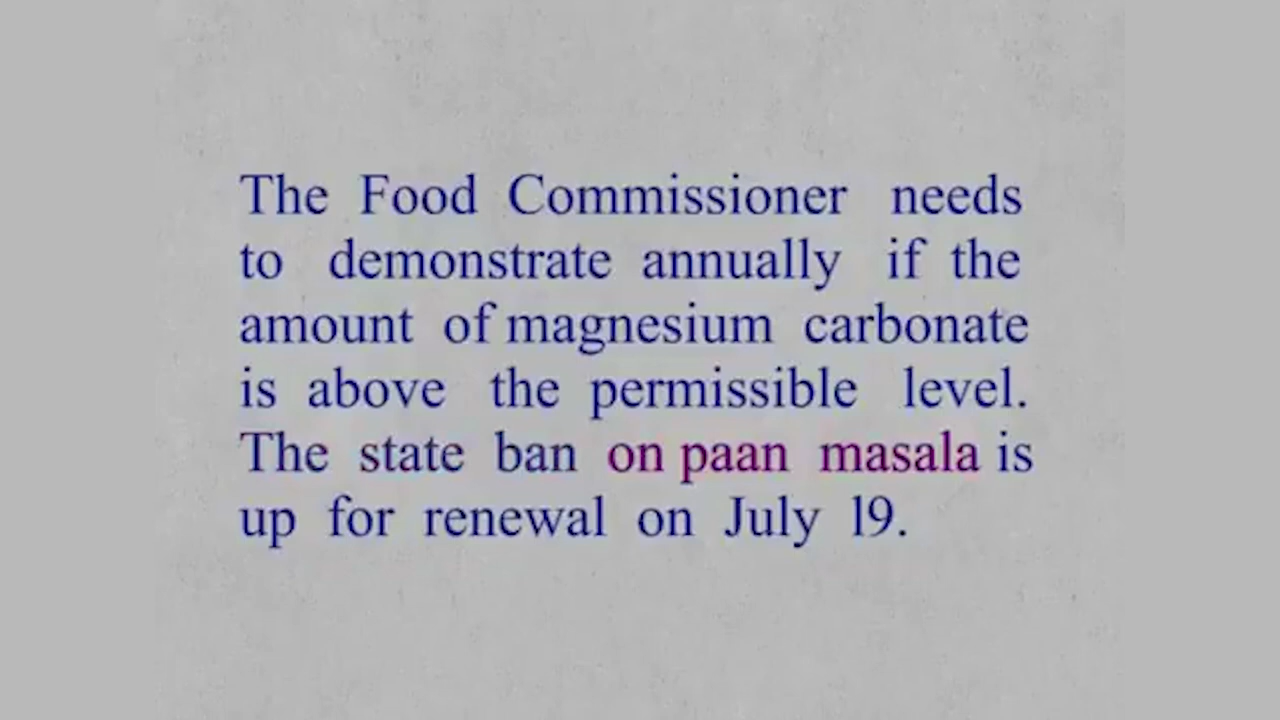 The Food Commissioner needs
to demonstrate annually if the
amount of magnesium carbonate
is above the permissible level.
The state ban on paan masala is
up for renewal on July 19.